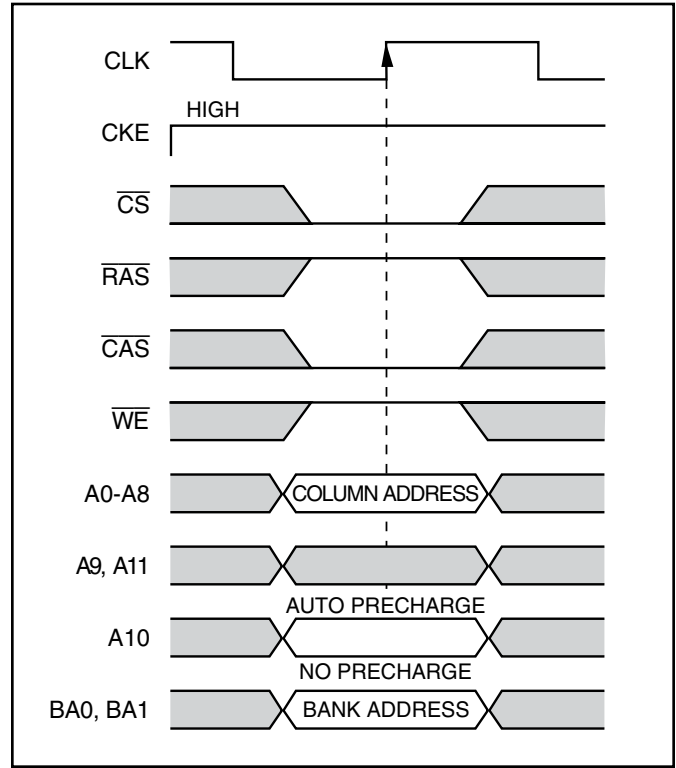 CLK
HIGH
CKE
CS
RAS
CAS
WE
A0-A8 COLUMN ADDRESS
A9, A11
AUTO PRECHARGE
A10
NO PRECHARGE
BA0, BA1 BANK ADDRESS